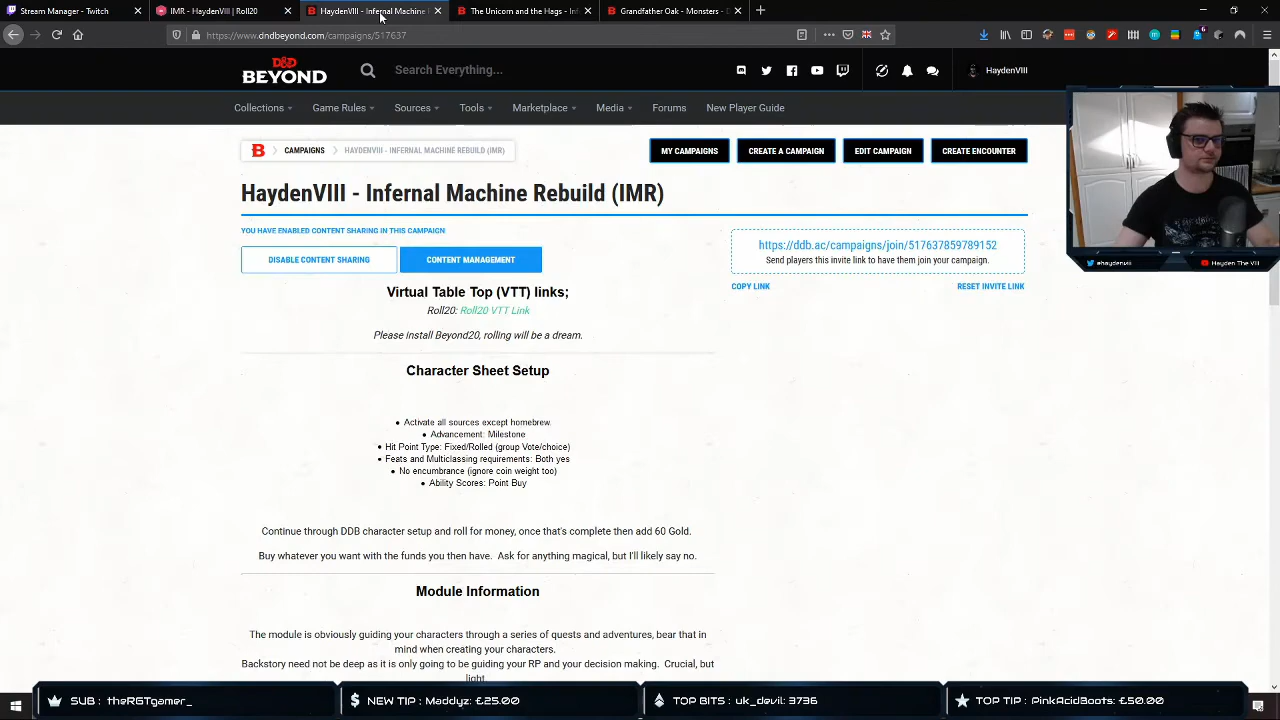 Stream Manager - Twitch
IMR - HaydenVIII | Roll20
HaydenVIII - Infernal Machine
The Unicorn and the Hags - Inf
Grandfather Oak - Monsters - D
https://www.dndbeyond.com/campaigns/517637
D&D
BEYOND
Search Everything...
HaydenVIII
Collections
Game Rules
Sources
Tools
Marketplace
Media
Forums
New Player Guide
B
CAMPAIGNS
HAYDENVIII - INFERNAL MACHINE REBUILD (IMR)
MY CAMPAIGNS
CREATE A CAMPAIGN
EDIT CAMPAIGN
CREATE ENCOUNTER
HaydenVIII - Infernal Machine Rebuild (IMR)
YOU HAVE ENABLED CONTENT SHARING IN THIS CAMPAIGN
DISABLE CONTENT SHARING
CONTENT MANAGEMENT
https://ddb.ac/campaigns/join/517637859789152
Send players this invite link to have them join your campaign.
COPY LINK
RESET INVITE LINK
Virtual Table Top (VTT) links;
Roll20: Roll20 VTT Link
Please install Beyond20, rolling will be a dream.
Character Sheet Setup
• Activate all sources except homebrew.
• Advancement: Milestone
• Hit Point Type: Fixed/Rolled (group Vote/choice)
• Feats and Multiclassing requirements: Both yes
• No encumbrance (ignore coin weight too)
• Ability Scores: Point Buy
Continue through DDB character setup and roll for money, once that's complete then add 60 Gold.
Buy whatever you want with the funds you then have. Ask for anything magical, but I'll likely say no.
Module Information
The module is obviously guiding your characters through a series of quests and adventures, bear that in
mind when creating your characters.
Backstory need not be deep as it is only going to be guiding your RP and your decision making. Crucial, but
light.
@haydenviii
Hayden The VIII
SUB : theRGTgamer_
NEW TIP : Maddyz: £25.00
TOP BITS : uk_devil: 3736
TOP TIP : PinkAcidBoots: £50.00